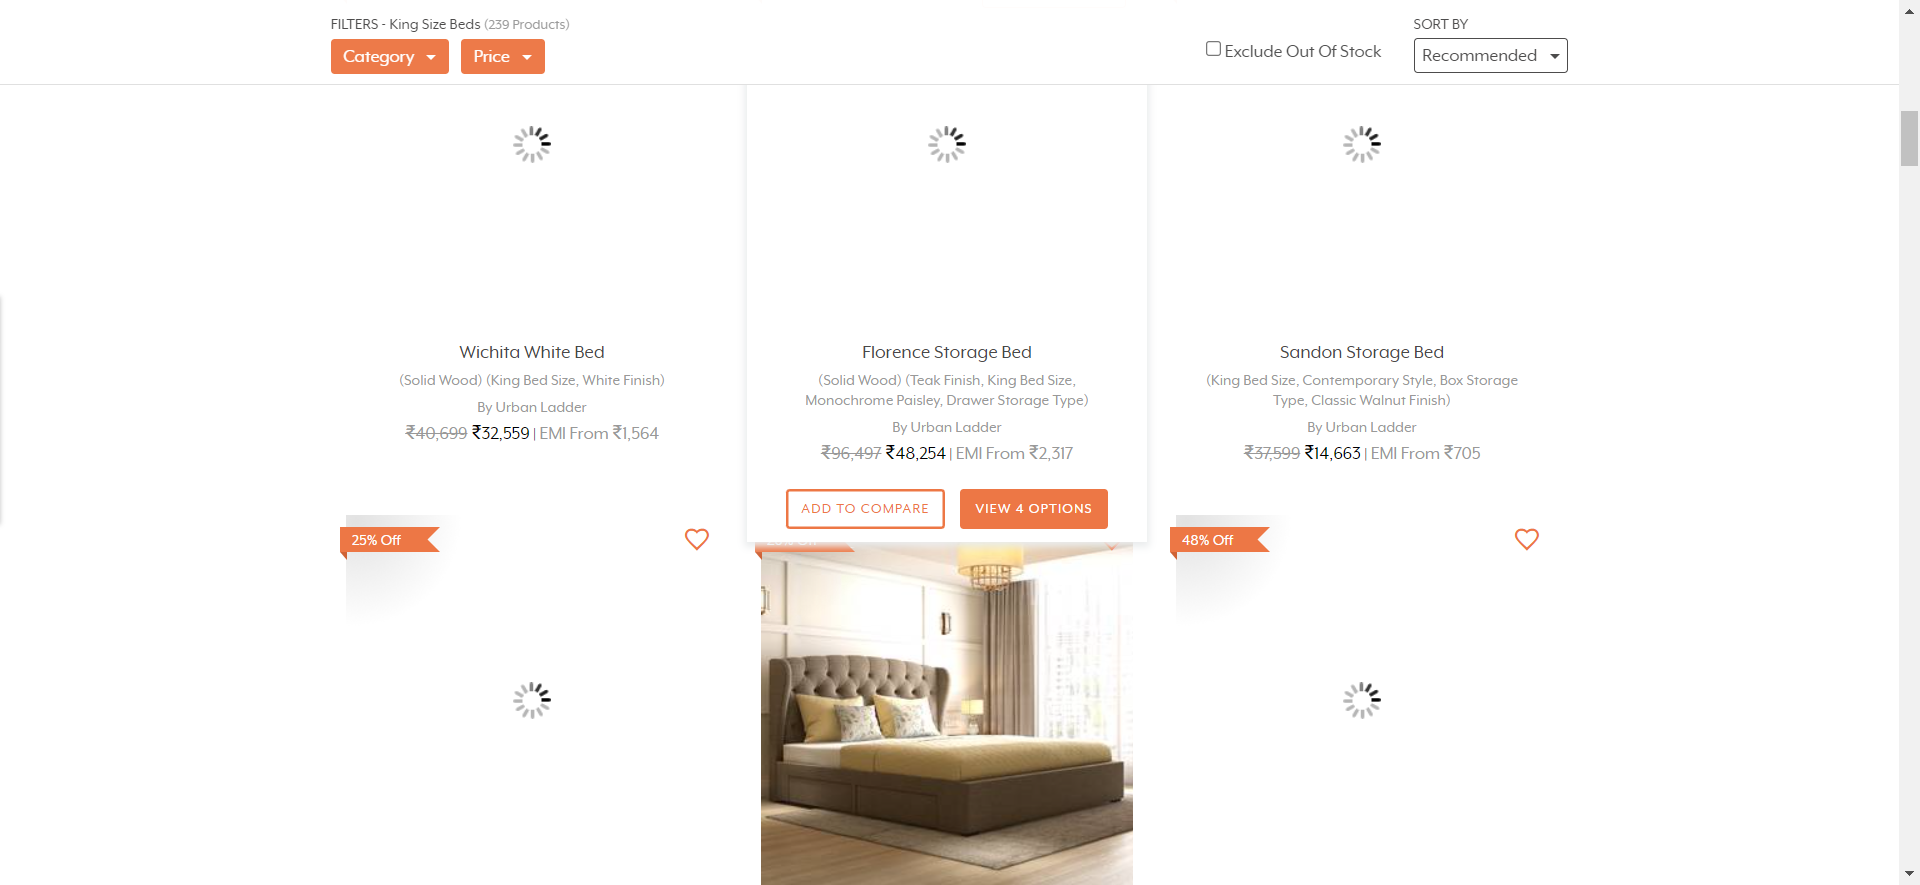 FILTERS - King Size Beds (239 Products)
Category
Price
Exclude Out Of Stock
SORT BY
Recommended
Wichita White Bed
(Solid Wood) (King Bed Size, White Finish)
By Urban Ladder
₹40,699 ₹32,559 | EMI From ₹1,564
Florence Storage Bed
(Solid Wood) (Teak Finish, King Bed Size,
Monochrome Paisley, Drawer Storage Type)
By Urban Ladder
₹96,497 ₹48,254 | EMI From ₹2,317
ADD TO COMPARE
VIEW 4 OPTIONS
Sandon Storage Bed
(King Bed Size, Contemporary Style, Box Storage
Type, Classic Walnut Finish)
By Urban Ladder
₹37,599 ₹14,663 | EMI From ₹705
25% Off
48% Off